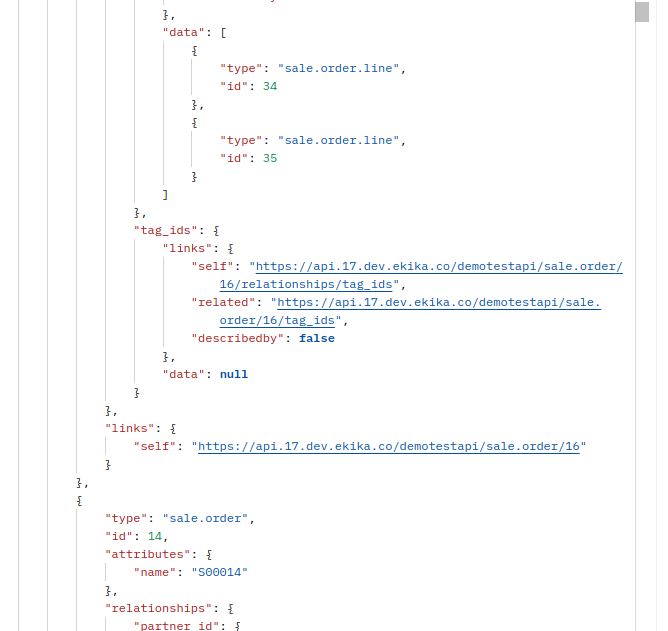 },
"data": [
{
"type": "sale.order.line",
"id": 34
},
{
"type": "sale.order.line",
"id": 35
}
]
},
"tag_ids": {
"links": {
"self": "https://api.17.dev.ekika.co/demotestapi/sale.order/
16/relationships/tag_ids",
"related": "https://api.17.dev.ekika.co/demotestapi/sale.
order/16/tag_ids",
"describedby": false
},
"data": null
}
},
"links": {
"self": "https://api.17.dev.ekika.co/demotestapi/sale.order/16"
}
},
{
"type": "sale.order",
"id": 14,
"attributes": {
"name": "S00014"
},
"relationships": {
"partner_id": {